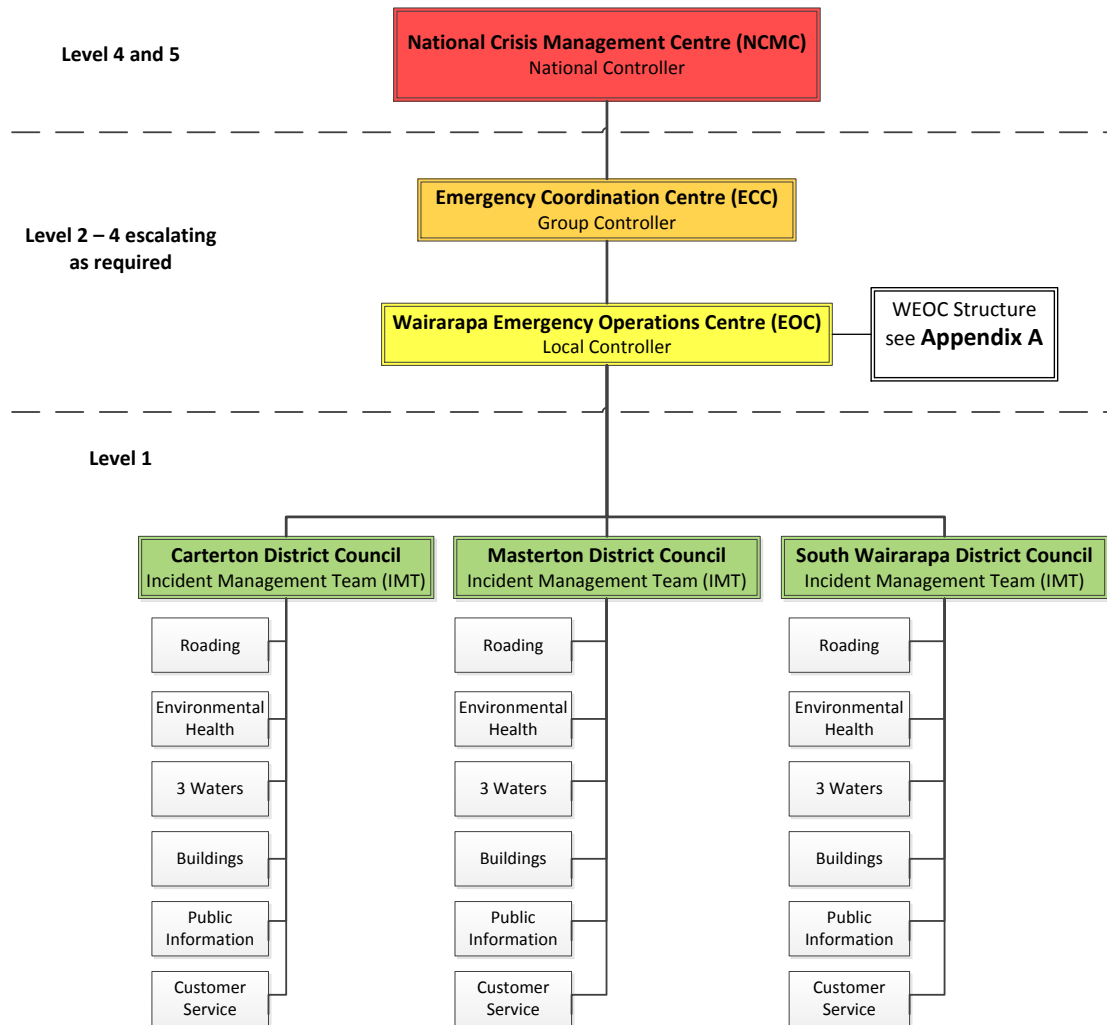 Level 4 and 5
National Crisis Management Centre (NCMC)
National Controller
Emergency Coordination Centre (ECC)
Group Controller
Level 2 – 4 escalating
as required
Wairarapa Emergency Operations Centre (EOC)
Local Controller
WEOC Structure
see Appendix A
Level 1
Carterton District Council
Incident Management Team (IMT)
Roading
Environmental
Health
3 Waters
Buildings
Public
Information
Customer
Service
Masterton District Council
Incident Management Team (IMT)
Roading
Environmental
Health
3 Waters
Buildings
Public
Information
Customer
Service
South Wairarapa District Council
Incident Management Team (IMT)
Roading
Environmental
Health
3 Waters
Buildings
Public
Information
Customer
Service